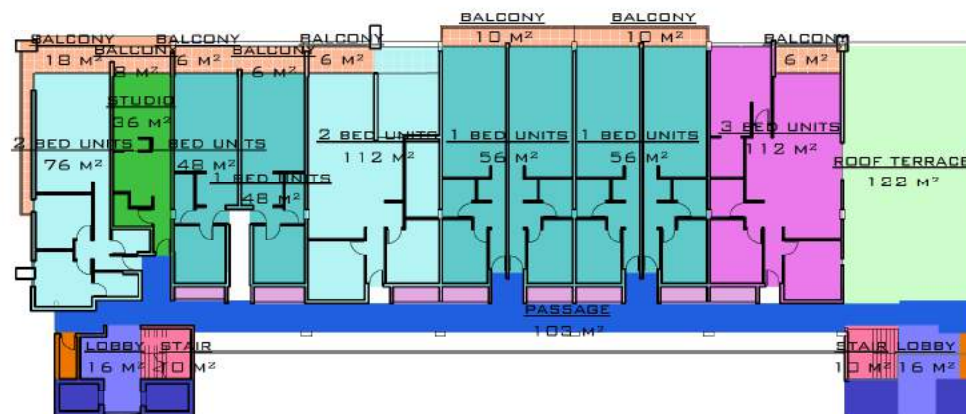 BALCONY
10 M²
BALCONY
10 M²
BALCONY
18 M²
BALCONY
8 M²
BALCONY
6 M²
BALCONY
6 M²
BALCONY
6 M²
BALCONY
6 M²
STUDIO
36 M²
2 BED UNITS
76 M²
BED UNITS
48 M²
1 BED UNITS
48 M²
2 BED UNITS
112 M²
1 BED UNITS
56 M²
1 BED UNITS
56 M²
3 BED UNITS
112 M²
ROOF TERRACE
122 M²
PASSAGE
103 M²
LOBBY
16 M²
STAIR
10 M²
STAIR
10 M²
LOBBY
16 M²